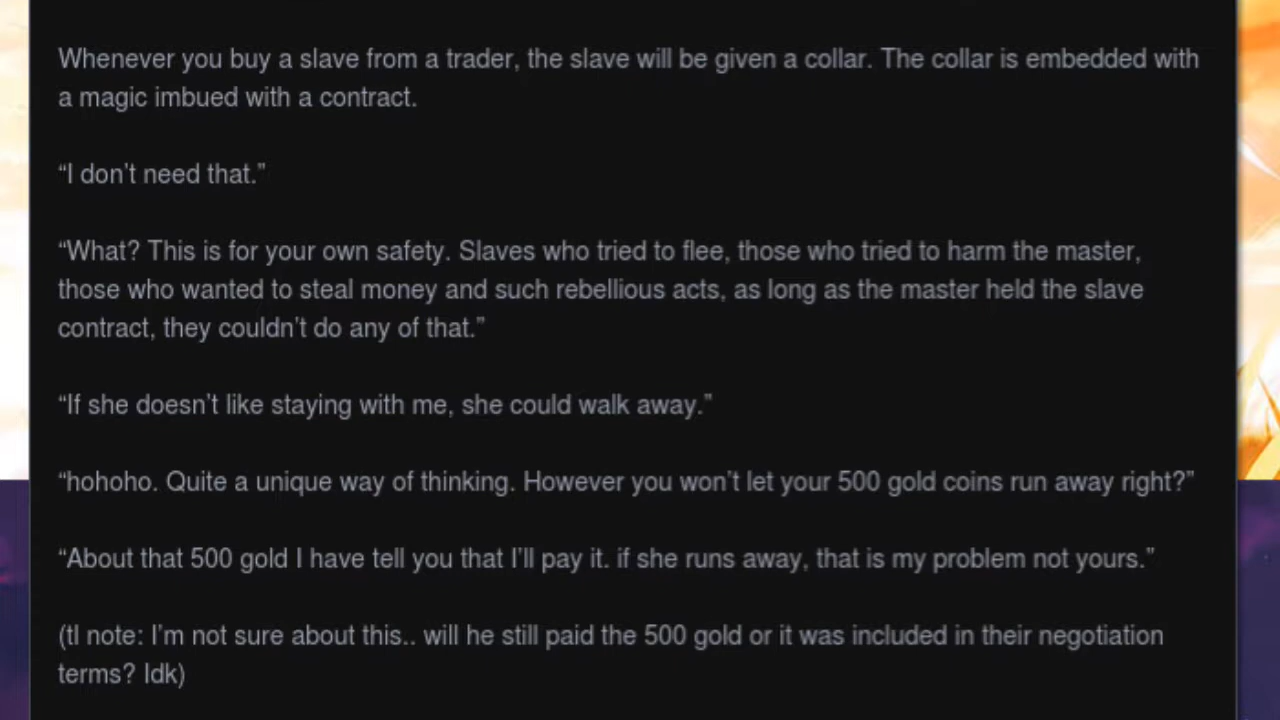 Whenever you buy a slave from a trader, the slave will be given a collar. The collar is embedded with
a magic imbued with a contract.
“I don’t need that.”
“What? This is for your own safety. Slaves who tried to flee, those who tried to harm the master,
those who wanted to steal money and such rebellious acts, as long as the master held the slave
contract, they couldn’t do any of that.”
“If she doesn’t like staying with me, she could walk away.”
“hohoho. Quite a unique way of thinking. However you won’t let your 500 gold coins run away right?”
“About that 500 gold I have tell you that I’ll pay it. if she runs away, that is my problem not yours.”
(tl note: I’m not sure about this.. will he still paid the 500 gold or it was included in their negotiation
terms? Idk)